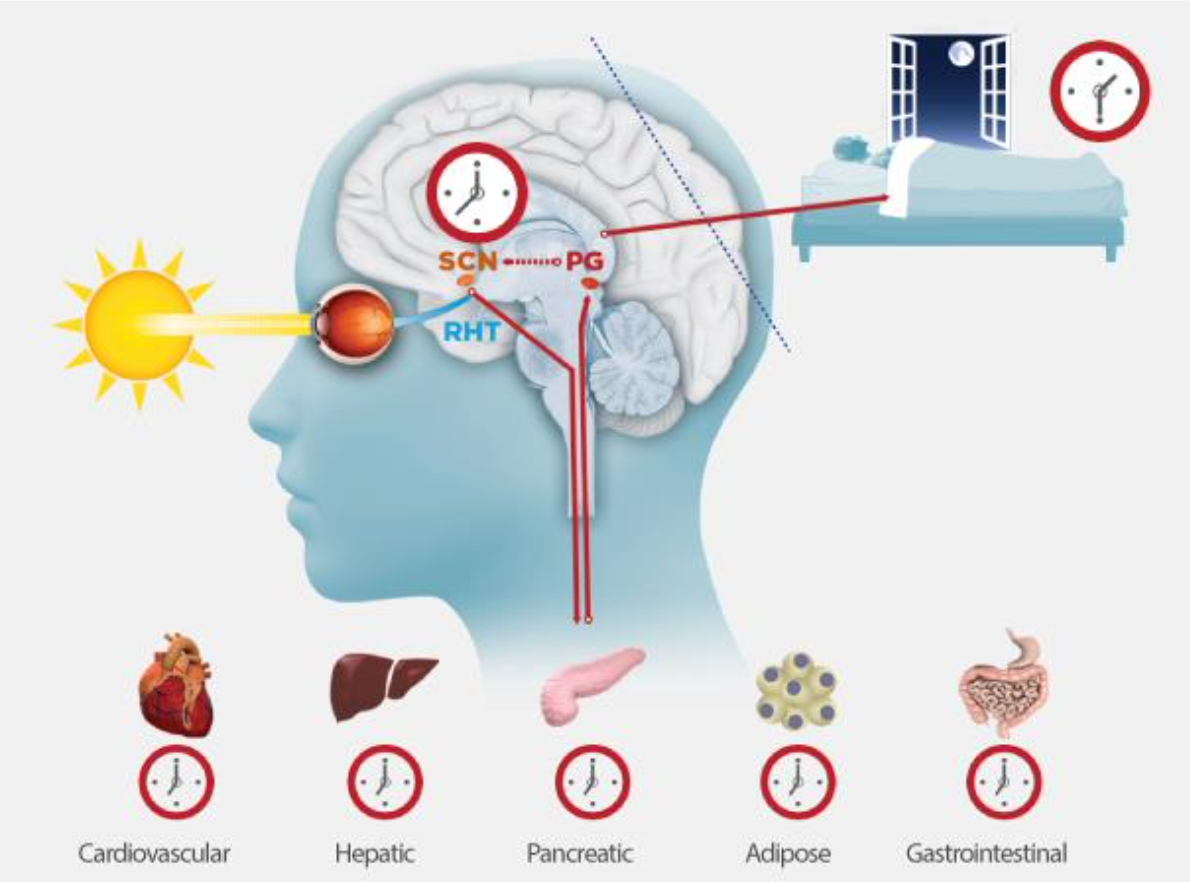 SCN
PG
RHT
Cardiovascular
Hepatic
Pancreatic
Adipose
Gastrointestinal